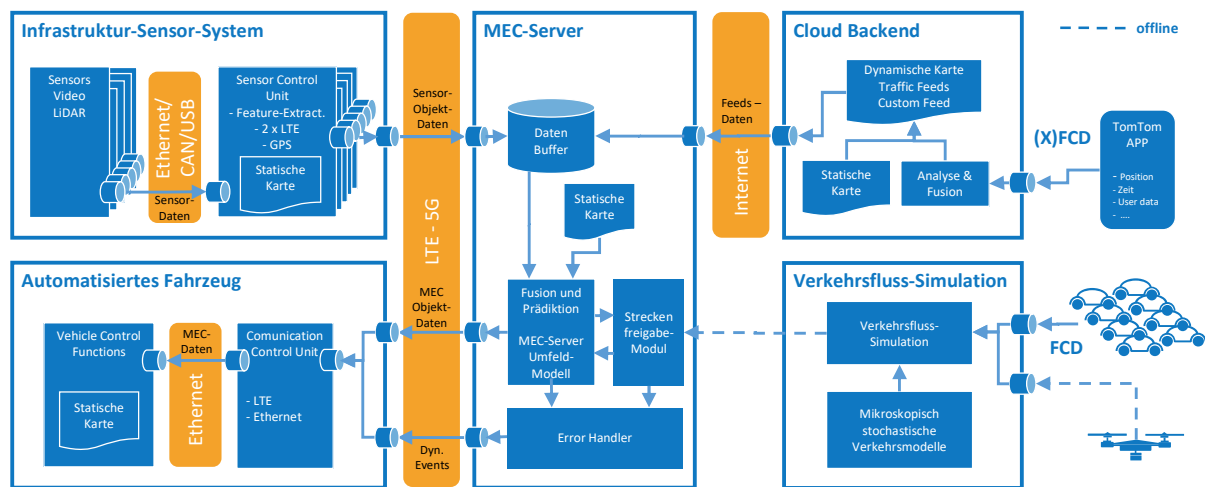 Infrastruktur-Sensor-System
Sensors
Video
LiDAR
Ethernet/
CAN/USB
Sensor-
Daten
Sensor Control
Unit
- Feature-Extract.
- 2 x LTE
- GPS
Statische
Karte
Sensor-
Objekt-
Daten
LTE - 5G
MEC
Objekt-
Daten
Dyn.
Events
MEC-Server
Daten
Buffer
Statische
Karte
Fusion und
Prädiktion
MEC-Server
Umfeld-
Modell
Strecken
freigabe-
Modul
Error Handler
Feeds –
Daten
Internet
Cloud Backend
Dynamische Karte
Traffic Feeds
Custom Feed
Statische
Karte
Analyse &
Fusion
offline
(X)FCD
TomTom
APP
- Position
- Zeit
- User data
- ....
Automatisiertes Fahrzeug
Vehicle Control
Functions
Statische
Karte
MEC-
Daten
Ethernet
Comunication
Control Unit
- LTE
- Ethernet
Verkehrsfluss-Simulation
Verkehrsfluss-
Simulation
Mikroskopisch
stochastische
Verkehrsmodelle
FCD